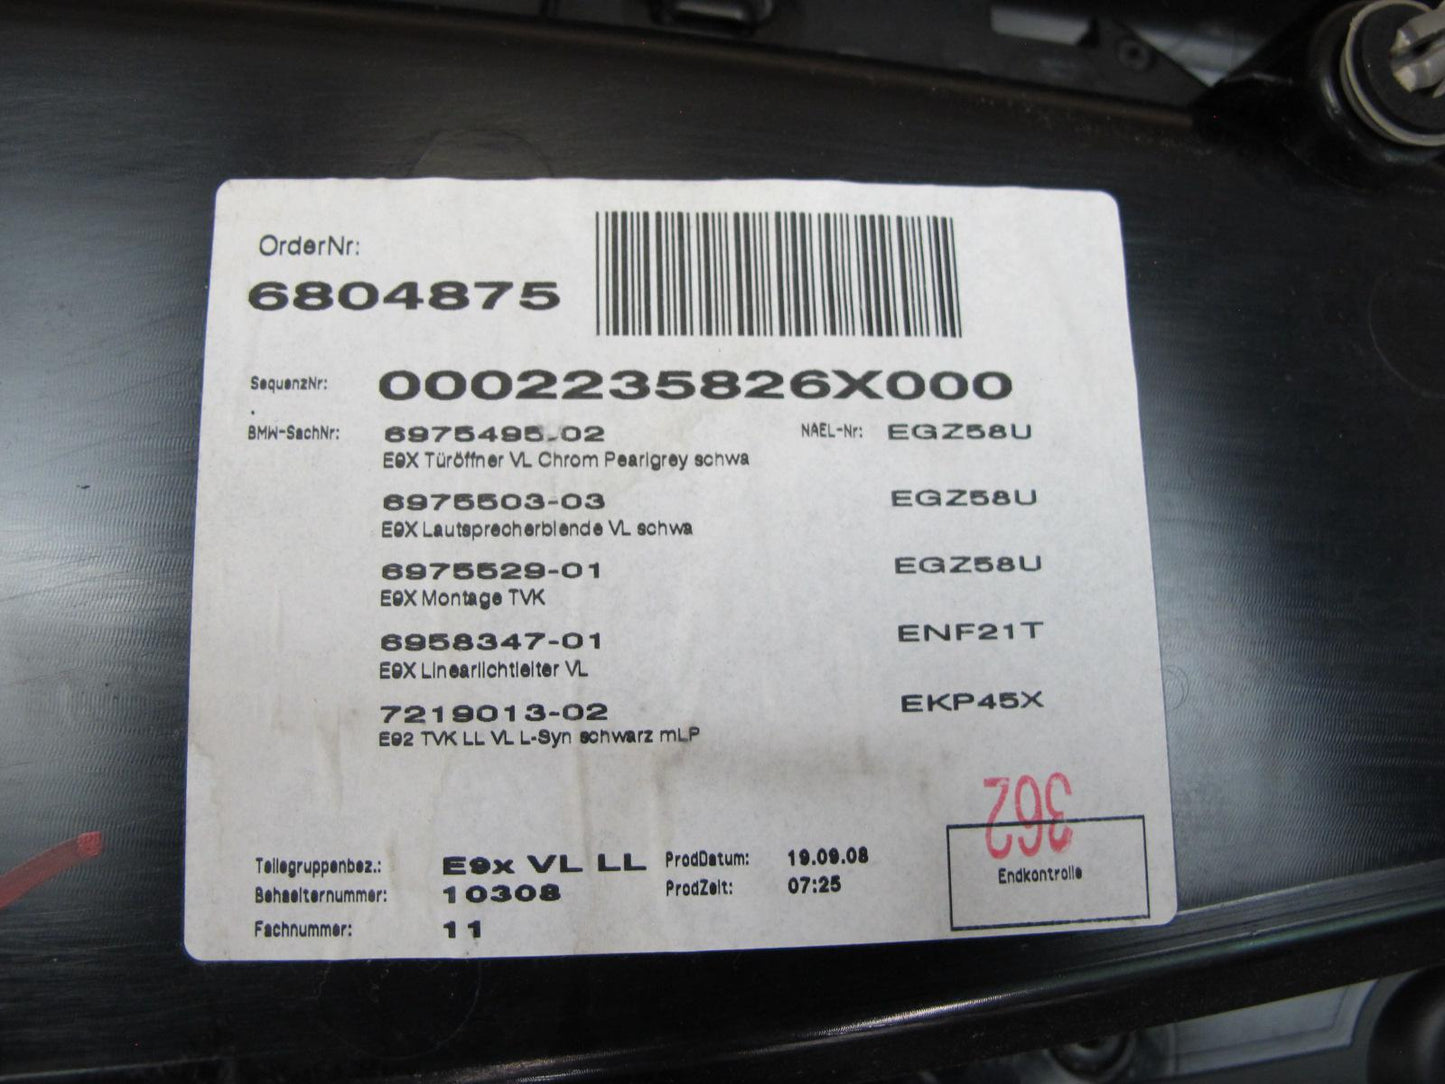 OrderNr:
6804875
SequenzNr: 0002235826X000
BMW-SachNr: 6975495-02 NAEL-Nr: EGZ58U
E9X Türöffner VL Chrom Pearlgrey schwa
6975503-03 EGZ58U
E9X Lautsprecherblende VL schwa
6975529-01 EGZ58U
E9X Montage TVK
6958347-01 ENF21T
E9X Linearlichtleiter VL
7219013-02 EKP45X
E92 TVK LL VL L-Syn schwarz mLP
362
Teilegruppenbez.: E9x VL LL ProdDatum: 19.09.08
Behaelternummer: 10308 ProdZeit: 07:25
Endkontrolle
Fachnummer: 11